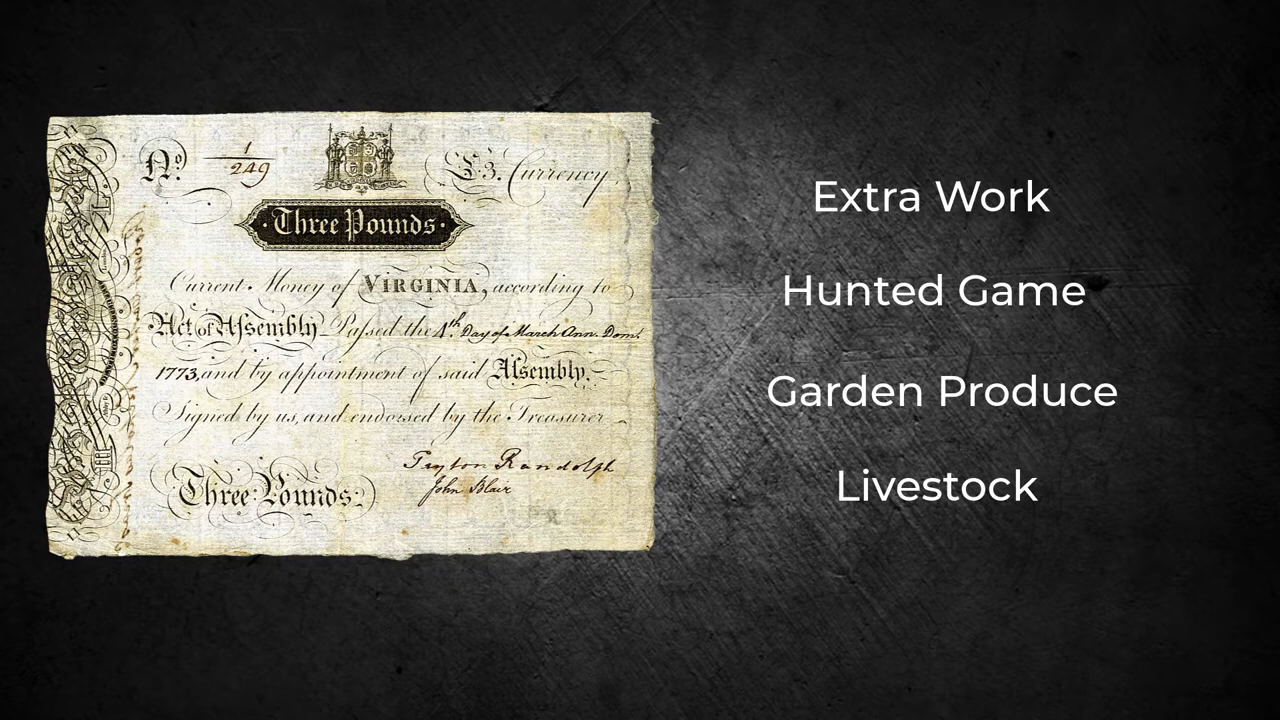 No. 1/249 £3. Currency
Three Pounds.
Current Money of VIRGINIA, according to
Act of Assembly Passed the 4th Day of March Ann. Dom.
1773, and by appointment of said Assembly.
Signed by us, and endorsed by the Treasurer
Peyton Randolph
John Blair
Three Pounds.
Extra Work
Hunted Game
Garden Produce
Livestock